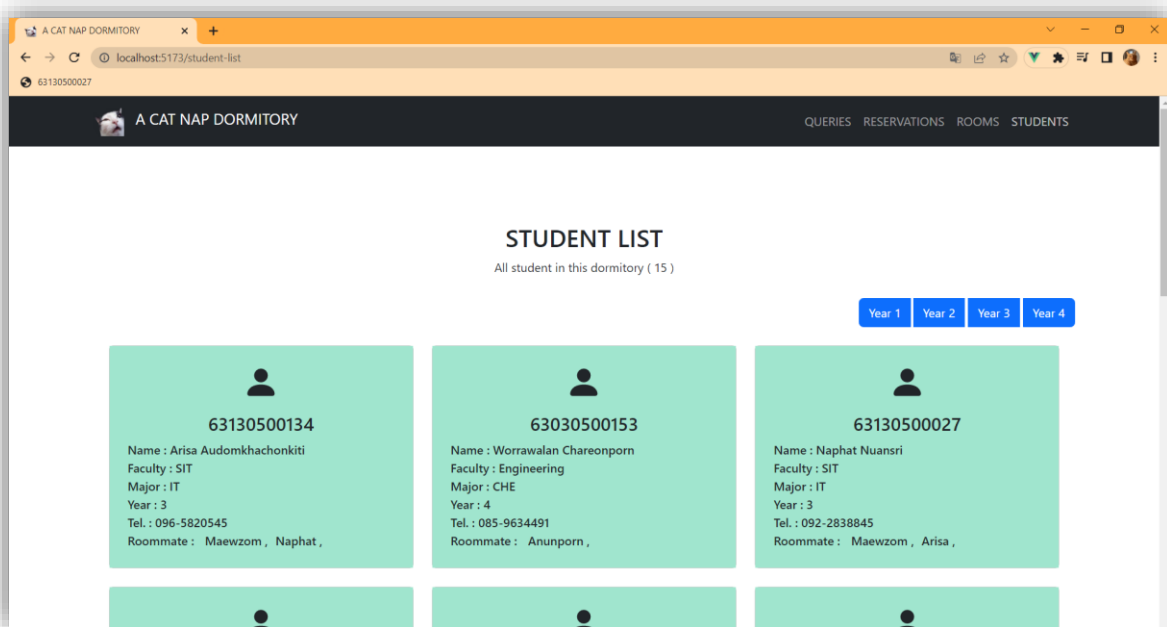 A CAT NAP DORMITORY
localhost:5173/student-list
63130500027
A CAT NAP DORMITORY
QUERIES RESERVATIONS ROOMS STUDENTS
STUDENT LIST
All student in this dormitory ( 15 )
Year 1 Year 2 Year 3 Year 4
63130500134
Name : Arisa Audomkhachonkiti
Faculty : SIT
Major : IT
Year : 3
Tel. : 096-5820545
Roommate : Maewzom , Naphat ,
63030500153
Name : Worrawalan Chareonporn
Faculty : Engineering
Major : CHE
Year : 4
Tel. : 085-9634491
Roommate : Anunporn ,
63130500027
Name : Naphat Nuansri
Faculty : SIT
Major : IT
Year : 3
Tel. : 092-2838845
Roommate : Maewzom , Arisa ,